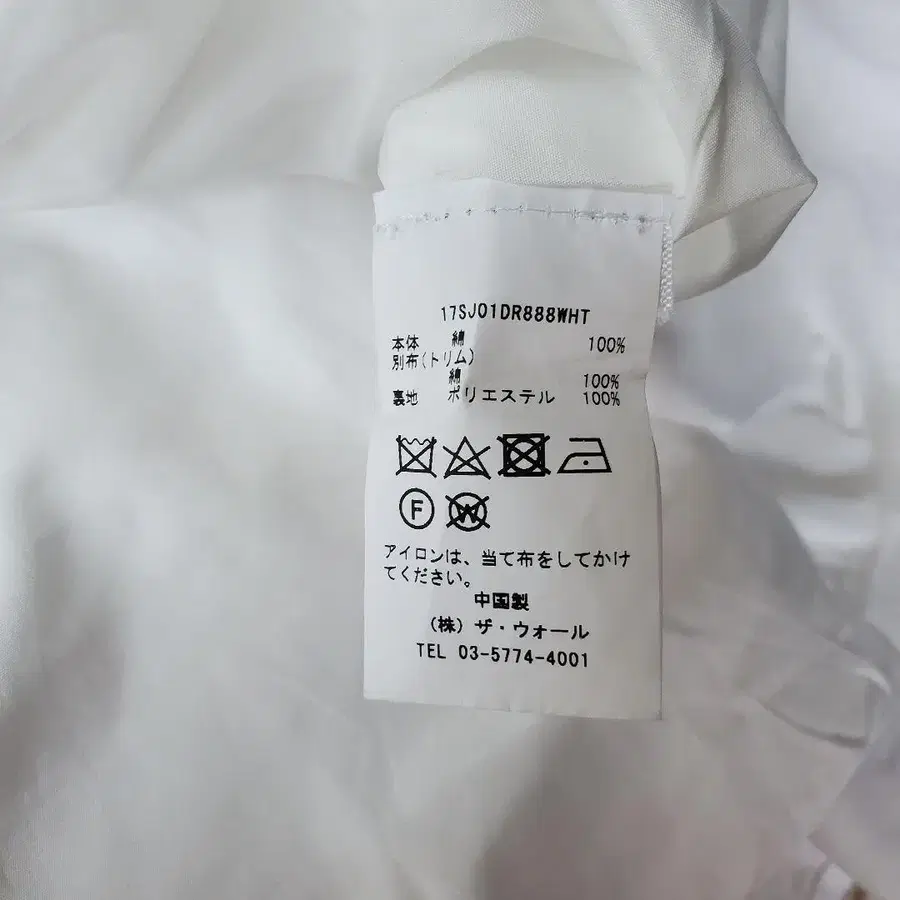 17SJ01DR888WHT
本体 綿 100%
別布(トリム)
綿 100%
裏地 ポリエステル 100%
F W
アイロンは、当て布をしてかけ
てください。
中国製
(株) ザ・ウォール
TEL 03-5774-4001